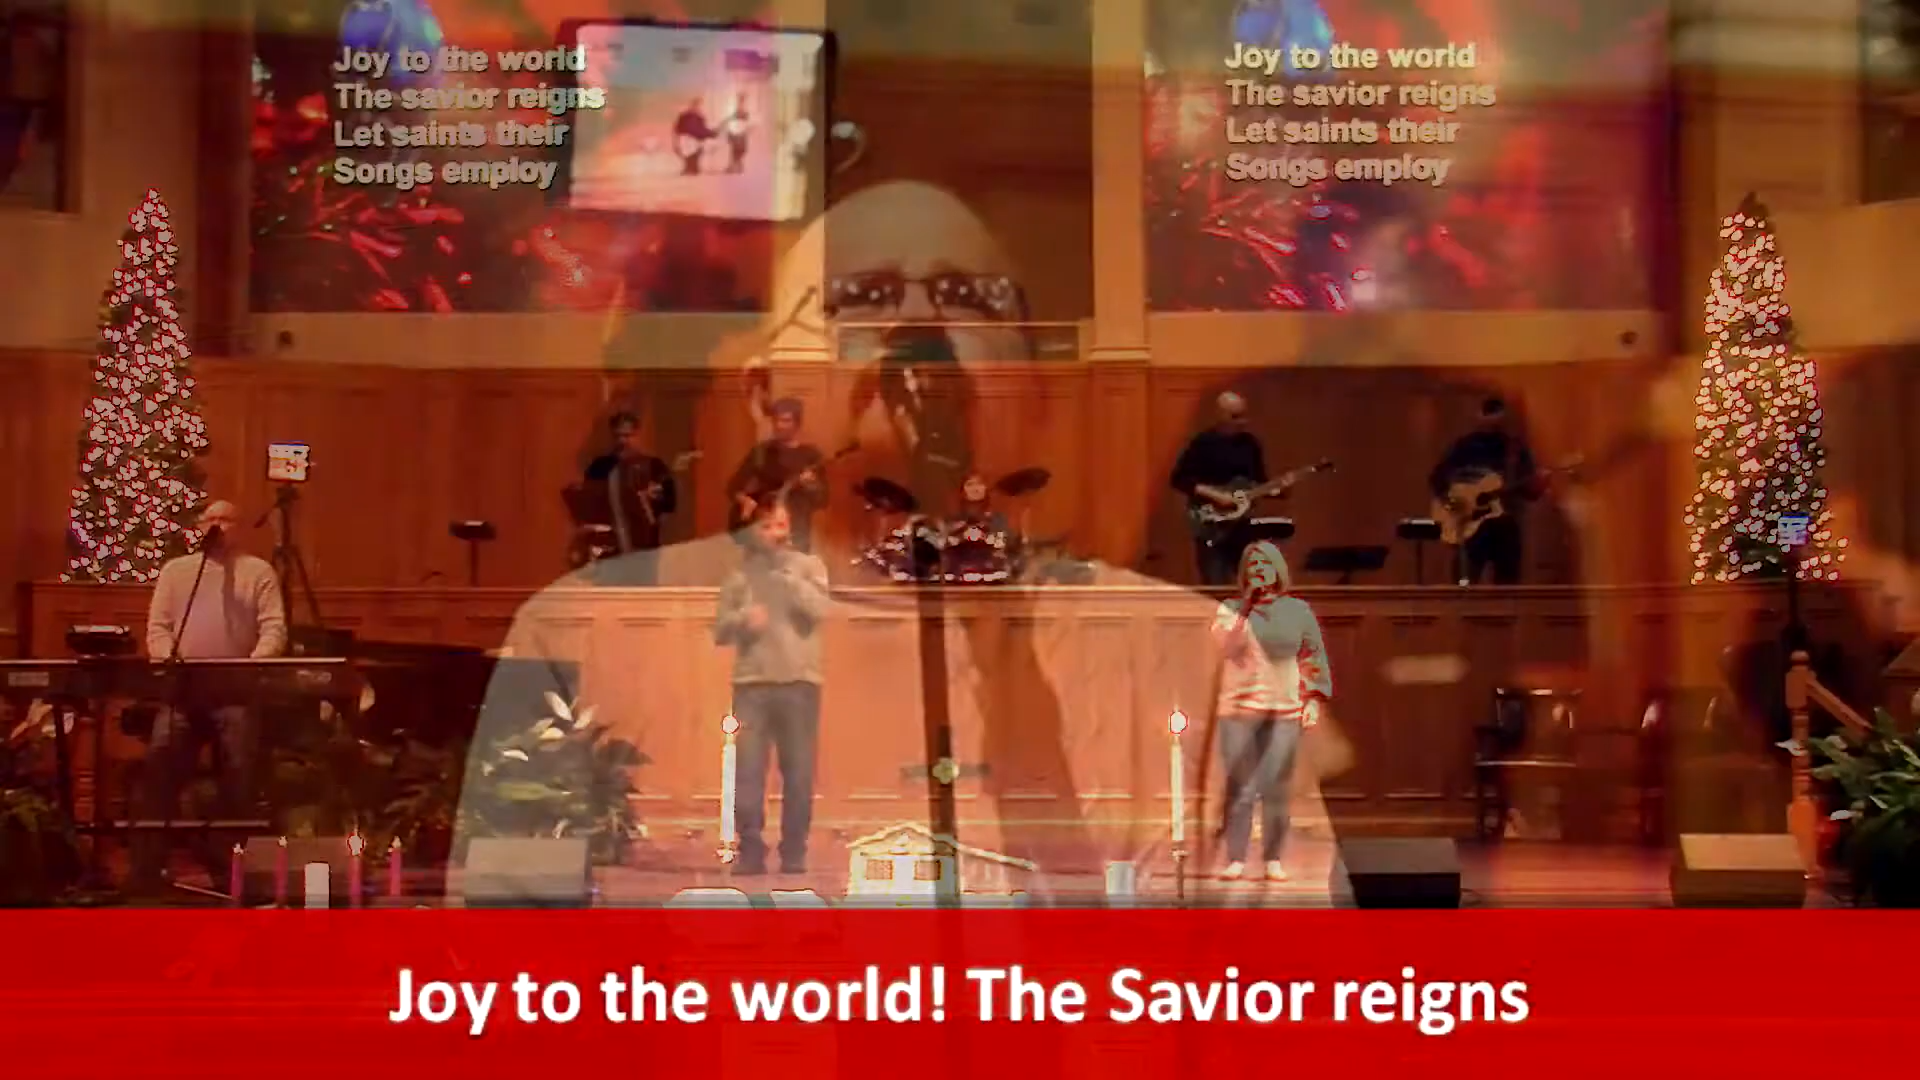 Joy to the world
The savior reigns
Let saints their
Songs employ
Joy to the world
The savior reigns
Let saints their
Songs employ
Joy to the world! The Savior reigns